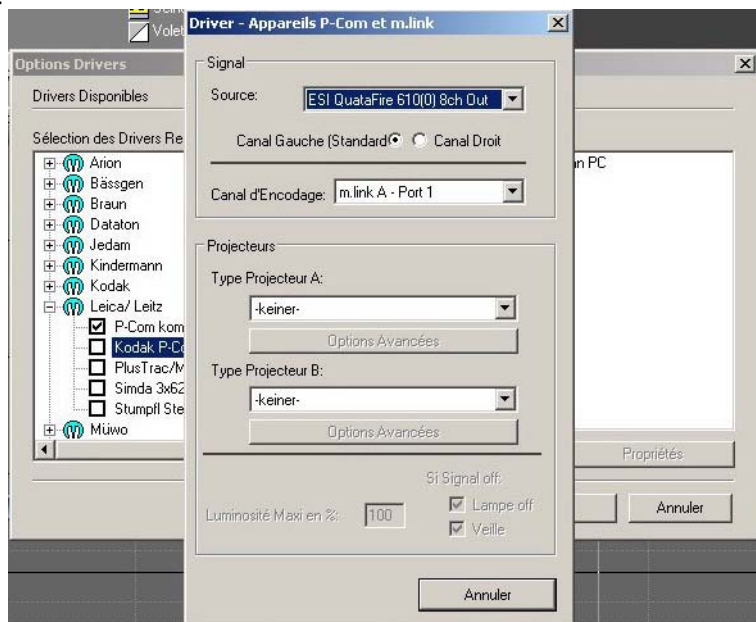 Volet
Driver - Appareils P-Com et m.link
Options Drivers
Drivers Disponibles
Sélection des Drivers Re
Arion
Bässgen
Braun
Dataton
Jedam
Kindermann
Kodak
Leica/ Leitz
P-Com kom
Kodak P-Co
PlusTrac/M
Simda 3x62
Stumpfl Ste
Müwo
Signal
Source: ESI QuataFire 610(0) 8ch Out
Canal Gauche (Standard Canal Droit
Canal d'Encodage: m.link A - Port 1
Projecteurs
Type Projecteur A:
-keiner-
Options Avancées
Type Projecteur B:
-keiner-
Options Avancées
Si Signal off:
Luminosité Maxi en %: 100 Lampe off
Veille
Annuler
n PC
Propriétés
Annuler